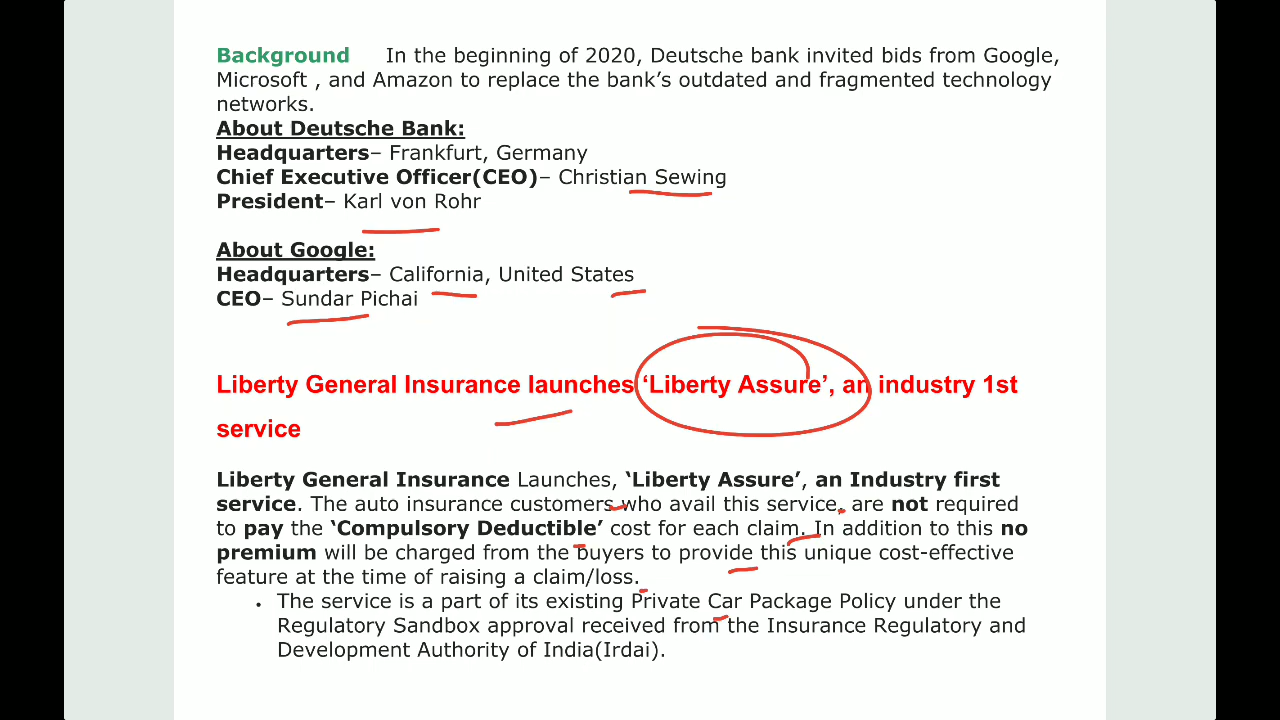 Background In the beginning of 2020, Deutsche bank invited bids from Google,
Microsoft , and Amazon to replace the bank's outdated and fragmented technology
networks.
About Deutsche Bank:
Headquarters– Frankfurt, Germany
Chief Executive Officer(CEO)– Christian Sewing
President– Karl von Rohr
About Google:
Headquarters– California, United States
CEO– Sundar Pichai
Liberty General Insurance launches ‘Liberty Assure’, an industry 1st
service
Liberty General Insurance Launches, ‘Liberty Assure’, an Industry first
service. The auto insurance customers who avail this service, are not required
to pay the ‘Compulsory Deductible’ cost for each claim. In addition to this no
premium will be charged from the buyers to provide this unique cost-effective
feature at the time of raising a claim/loss.
• The service is a part of its existing Private Car Package Policy under the
Regulatory Sandbox approval received from the Insurance Regulatory and
Development Authority of India(Irdai).